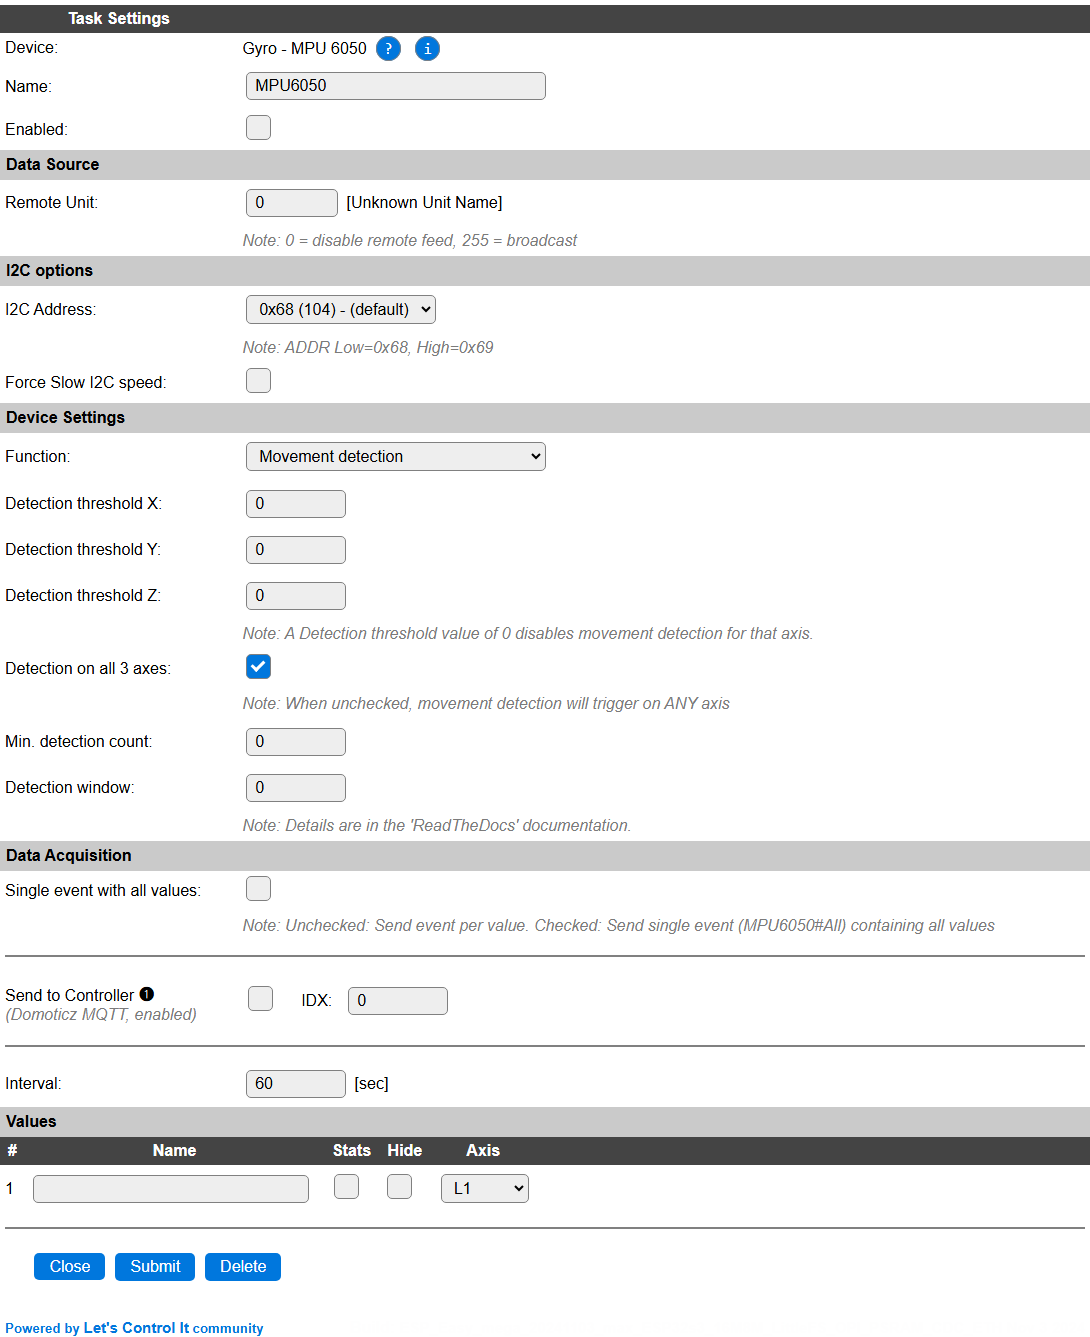 Task Settings
Device: Gyro - MPU 6050 ? i
Name: MPU6050
Enabled:
Data Source
Remote Unit: 0 [Unknown Unit Name]
Note: 0 = disable remote feed, 255 = broadcast
I2C options
I2C Address: 0x68 (104) - (default)
Note: ADDR Low=0x68, High=0x69
Force Slow I2C speed:
Device Settings
Function: Movement detection
Detection threshold X: 0
Detection threshold Y: 0
Detection threshold Z: 0
Note: A Detection threshold value of 0 disables movement detection for that axis.
Detection on all 3 axes:
Note: When unchecked, movement detection will trigger on ANY axis
Min. detection count: 0
Detection window: 0
Note: Details are in the 'ReadTheDocs' documentation.
Data Acquisition
Single event with all values:
Note: Unchecked: Send event per value. Checked: Send single event (MPU6050#All) containing all values
Send to Controller ❶ IDX: 0
(Domoticz MQTT, enabled)
Interval: 60 [sec]
Values
# Name Stats Hide Axis
1 L1
Close Submit Delete
Powered by Let's Control It community